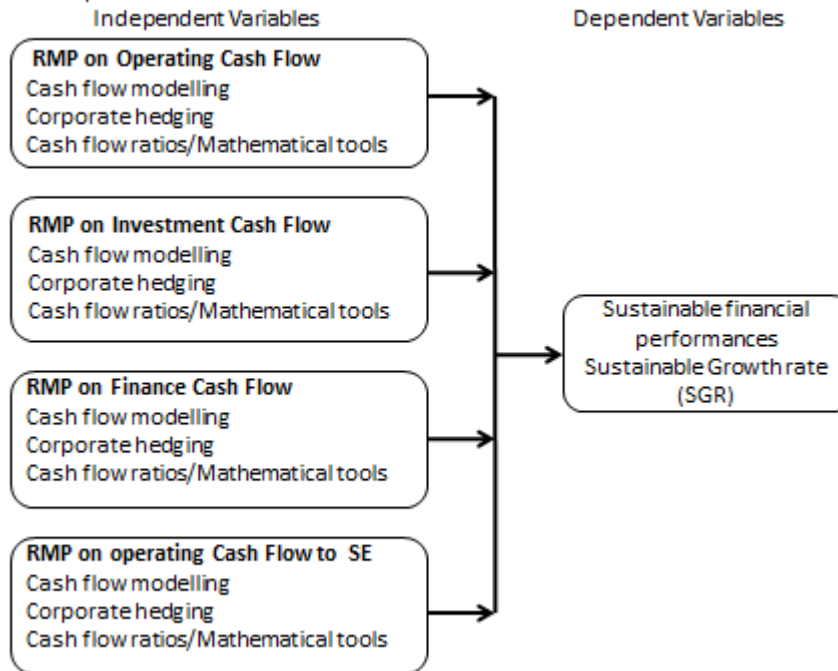 Independent Variables
Dependent Variables
RMP on Operating Cash Flow
Cash flow modelling
Corporate hedging
Cash flow ratios/Mathematical tools
RMP on Investment Cash Flow
Cash flow modelling
Corporate hedging
Cash flow ratios/Mathematical tools
RMP on Finance Cash Flow
Cash flow modelling
Corporate hedging
Cash flow ratios/Mathematical tools
RMP on operating Cash Flow to SE
Cash flow modelling
Corporate hedging
Cash flow ratios/Mathematical tools
Sustainable financial
performances
Sustainable Growth rate
(SGR)